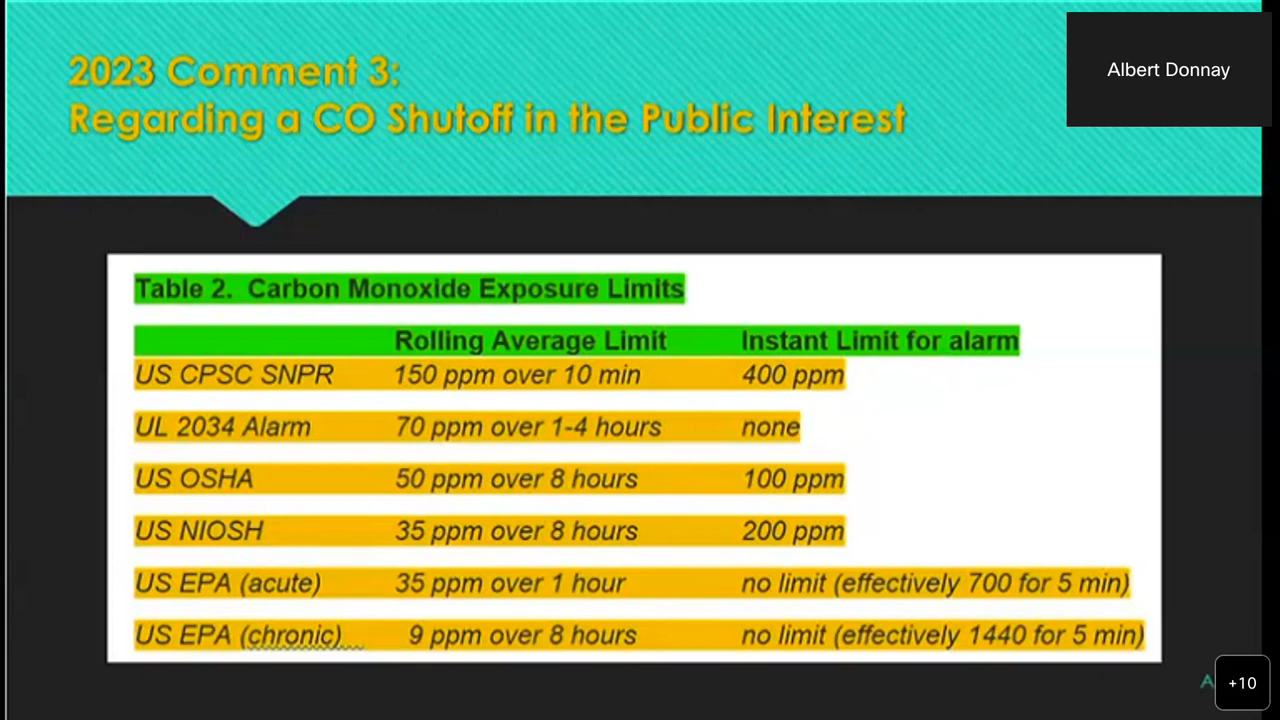 2023 Comment 3:
Regarding a CO Shutoff in the Public Interest
Albert Donnay
Table 2. Carbon Monoxide Exposure Limits
Rolling Average Limit Instant Limit for alarm
US CPSC SNPR 150 ppm over 10 min 400 ppm
UL 2034 Alarm 70 ppm over 1-4 hours none
US OSHA 50 ppm over 8 hours 100 ppm
US NIOSH 35 ppm over 8 hours 200 ppm
US EPA (acute) 35 ppm over 1 hour no limit (effectively 700 for 5 min)
US EPA (chronic) 9 ppm over 8 hours no limit (effectively 1440 for 5 min)
+10